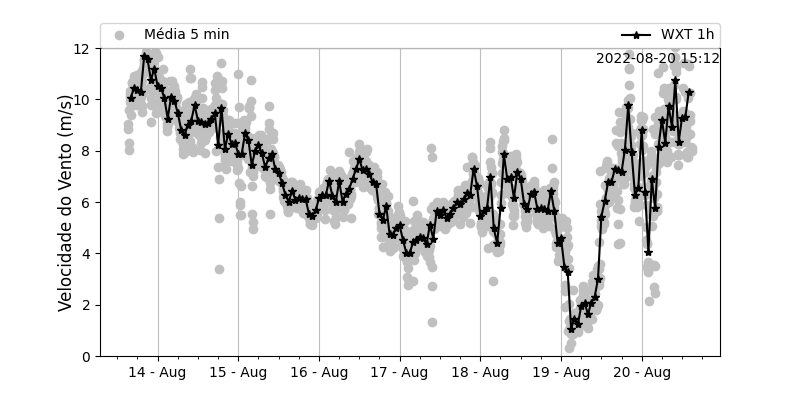 Média 5 min
WXT 1h
2022-08-20 15:12
Velocidade do Vento (m/s)
12
10
8
6
4
2
0
14 - Aug
15 - Aug
16 - Aug
17 - Aug
18 - Aug
19 - Aug
20 - Aug